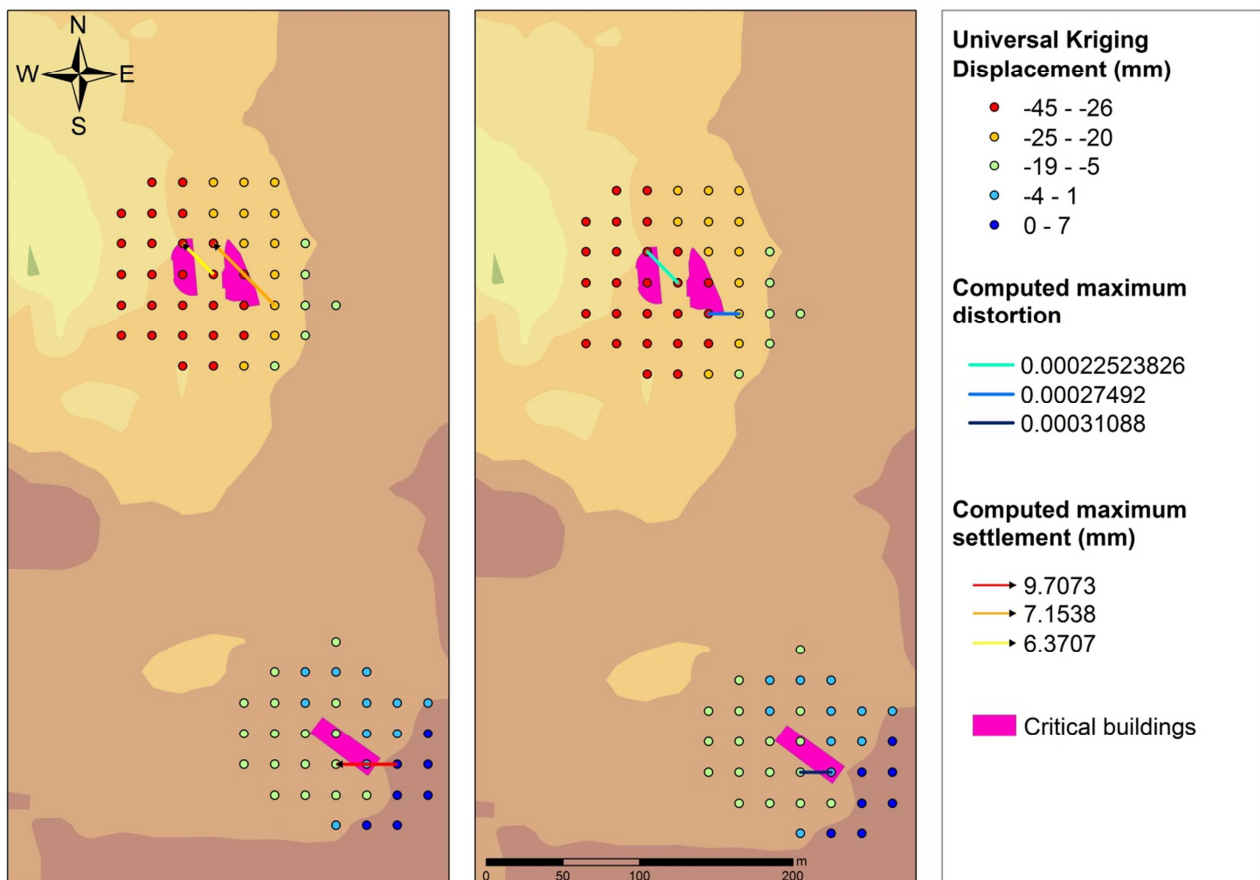 N
W E
S
Universal Kriging
Displacement (mm)
-45 - -26
-25 - -20
-19 - -5
-4 - 1
0 - 7
Computed maximum
distortion
0.00022523826
0.00027492
0.00031088
Computed maximum
settlement (mm)
9.7073
7.1538
6.3707
Critical buildings
m
0 50 100 200